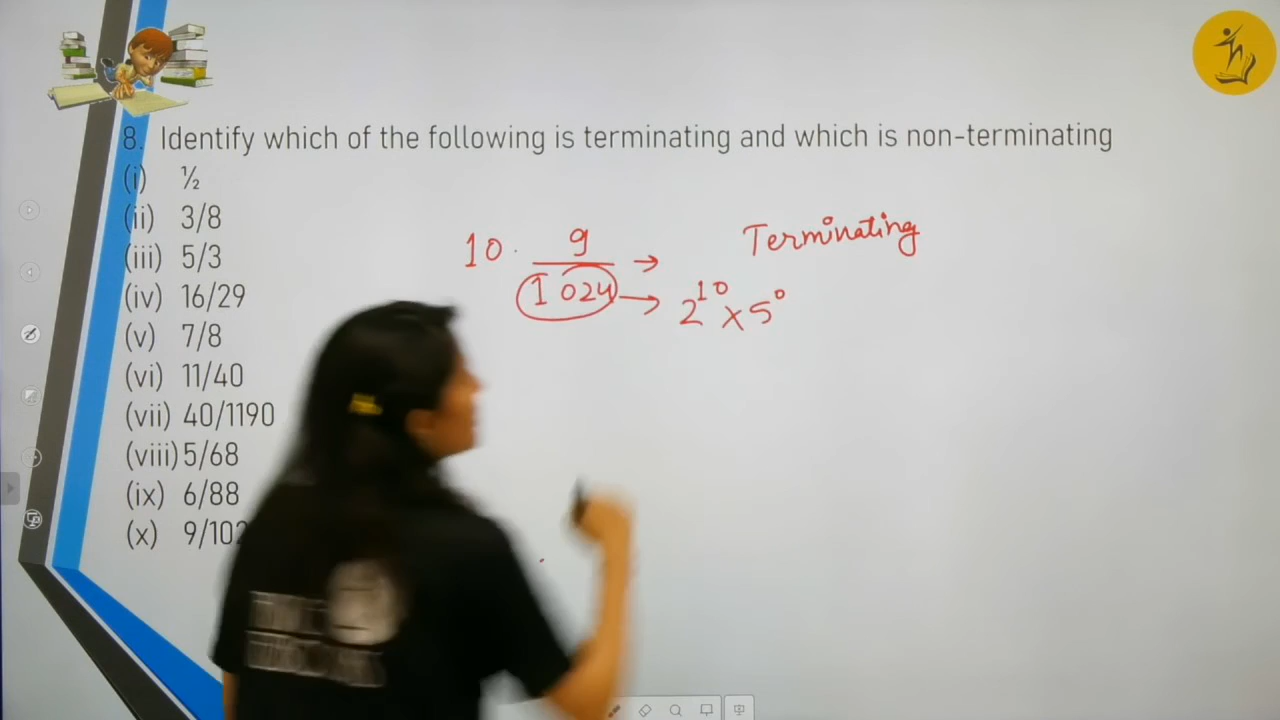 8. Identify which of the following is terminating and which is non-terminating
(i) ½
(ii) 3/8
(iii) 5/3
(iv) 16/29
(v) 7/8
(vi) 11/40
(vii) 40/1190
(viii) 5/68
(ix) 6/88
(x) 9/102
10. 9 → Terminating
1024 → 2¹⁰ x 5⁰